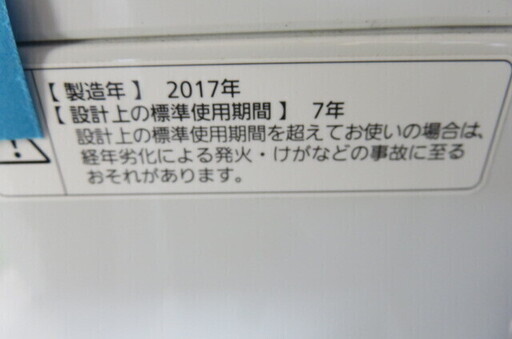 【 製造年 】 2017年
【 設計上の標準使用期間 】 7年
設計上の標準使用期間を超えてお使いの場合は、
経年劣化による発火・けがなどの事故に至る
おそれがあります。